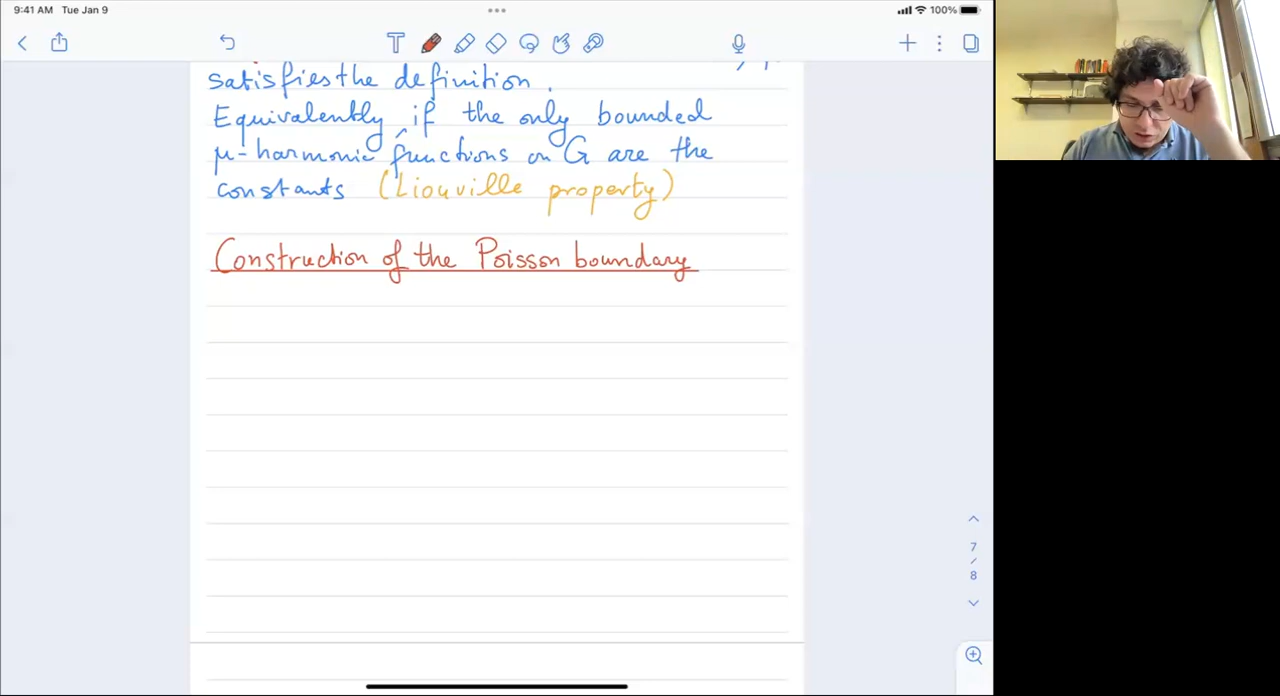 9:41 AM Tue Jan 9
100%
satisfies the definition.
Equivalently if the only bounded
μ-harmonic functions on G are the
constants (Liouville property)
Construction of the Poisson boundary
7
/
8